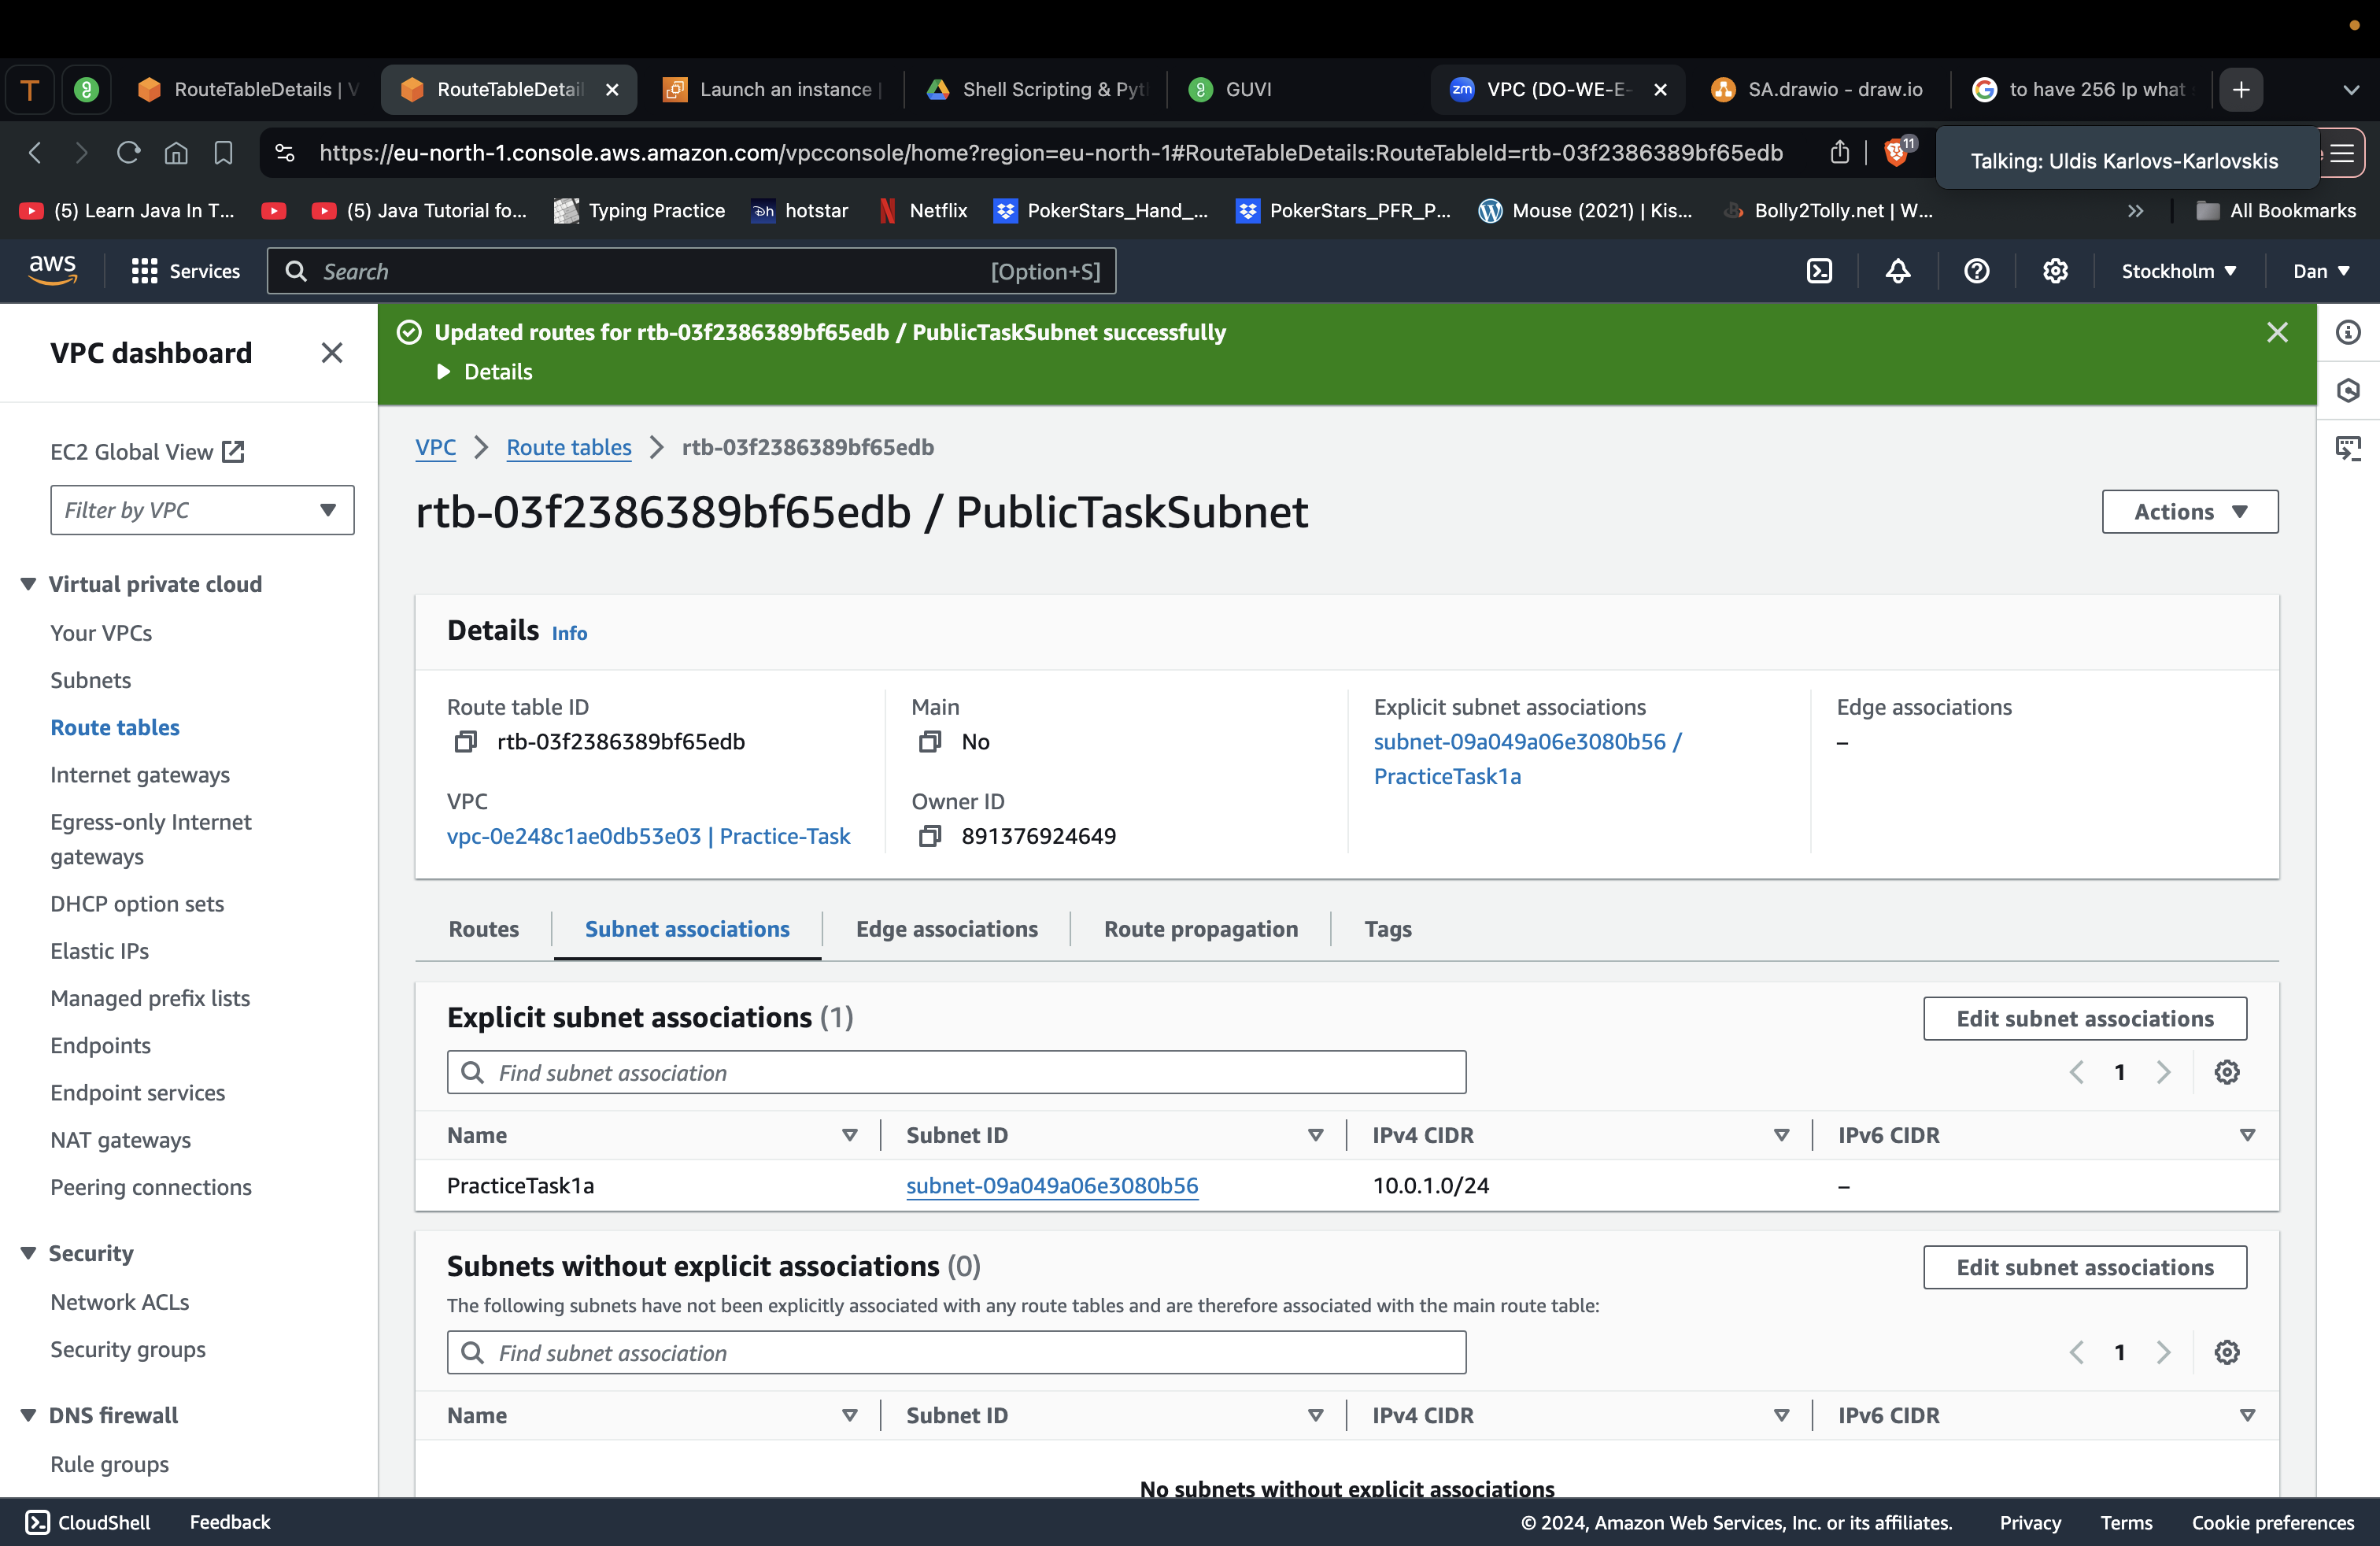 RouteTableDetails | V
RouteTableDetail
Launch an instance |
Shell Scripting & Pyt
GUVI
zm
VPC (DO-WE-E-
SA.drawio - draw.io
to have 256 Ip what
https://eu-north-1.console.aws.amazon.com/vpcconsole/home?region=eu-north-1#RouteTableDetails:RouteTableId=rtb-03f2386389bf65edb
11
Talking: Uldis Karlovs-Karlovskis
(5) Learn Java In T...
(5) Java Tutorial fo...
Typing Practice
hotstar
Netflix
PokerStars_Hand_...
PokerStars_PFR_P...
Mouse (2021) | Kis...
Bolly2Tolly.net | W...
All Bookmarks
aws
Services
Search
[Option+S]
Stockholm
Dan
VPC dashboard
EC2 Global View
Filter by VPC
Virtual private cloud
Your VPCs
Subnets
Route tables
Internet gateways
Egress-only Internet
gateways
DHCP option sets
Elastic IPs
Managed prefix lists
Endpoints
Endpoint services
NAT gateways
Peering connections
Security
Network ACLs
Security groups
DNS firewall
Rule groups
Updated routes for rtb-03f2386389bf65edb / PublicTaskSubnet successfully
Details
VPC
Route tables
rtb-03f2386389bf65edb
rtb-03f2386389bf65edb / PublicTaskSubnet
Actions
Details Info
Route table ID
rtb-03f2386389bf65edb
Main
No
Explicit subnet associations
subnet-09a049a06e3080b56 /
PracticeTask1a
Edge associations
–
VPC
vpc-0e248c1ae0db53e03 | Practice-Task
Owner ID
891376924649
Routes
Subnet associations
Edge associations
Route propagation
Tags
Explicit subnet associations (1)
Edit subnet associations
Find subnet association
1
Name
Subnet ID
IPv4 CIDR
IPv6 CIDR
PracticeTask1a
subnet-09a049a06e3080b56
10.0.1.0/24
–
Subnets without explicit associations (0)
Edit subnet associations
The following subnets have not been explicitly associated with any route tables and are therefore associated with the main route table:
Find subnet association
1
Name
Subnet ID
IPv4 CIDR
IPv6 CIDR
No subnets without explicit associations
CloudShell
Feedback
© 2024, Amazon Web Services, Inc. or its affiliates.
Privacy
Terms
Cookie preferences